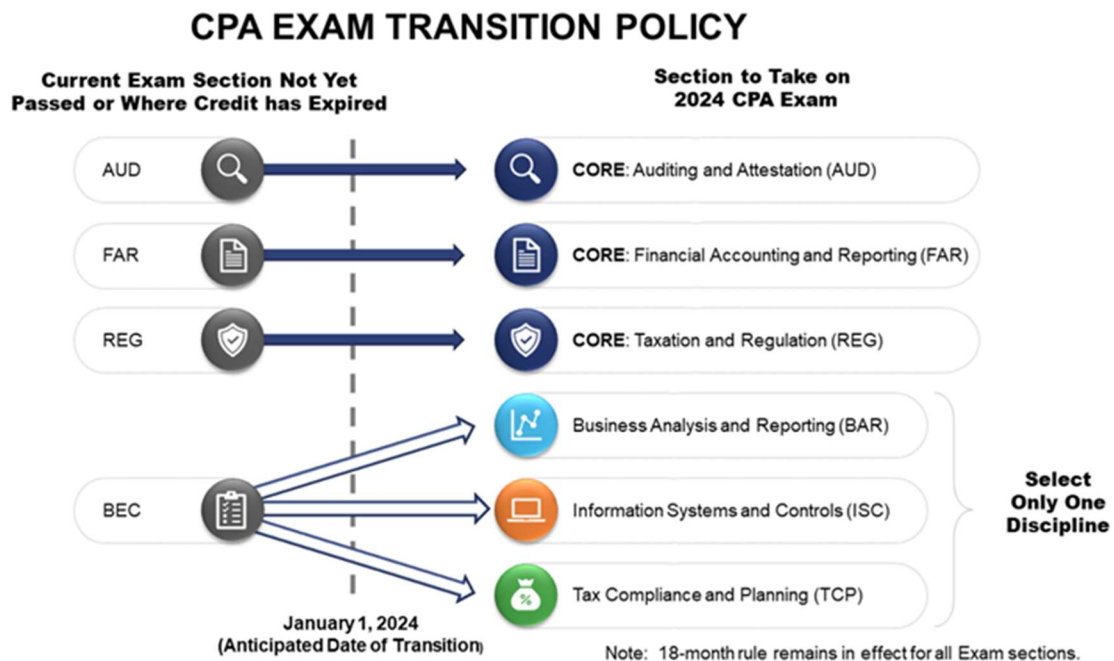 CPA EXAM TRANSITION POLICY
Current Exam Section Not Yet
Passed or Where Credit has Expired
Section to Take on
2024 CPA Exam
AUD
CORE: Auditing and Attestation (AUD)
FAR
CORE: Financial Accounting and Reporting (FAR)
REG
CORE: Taxation and Regulation (REG)
BEC
Business Analysis and Reporting (BAR)
Information Systems and Controls (ISC)
Tax Compliance and Planning (TCP)
Select
Only One
Discipline
January 1, 2024
(Anticipated Date of Transition)
Note: 18-month rule remains in effect for all Exam sections.